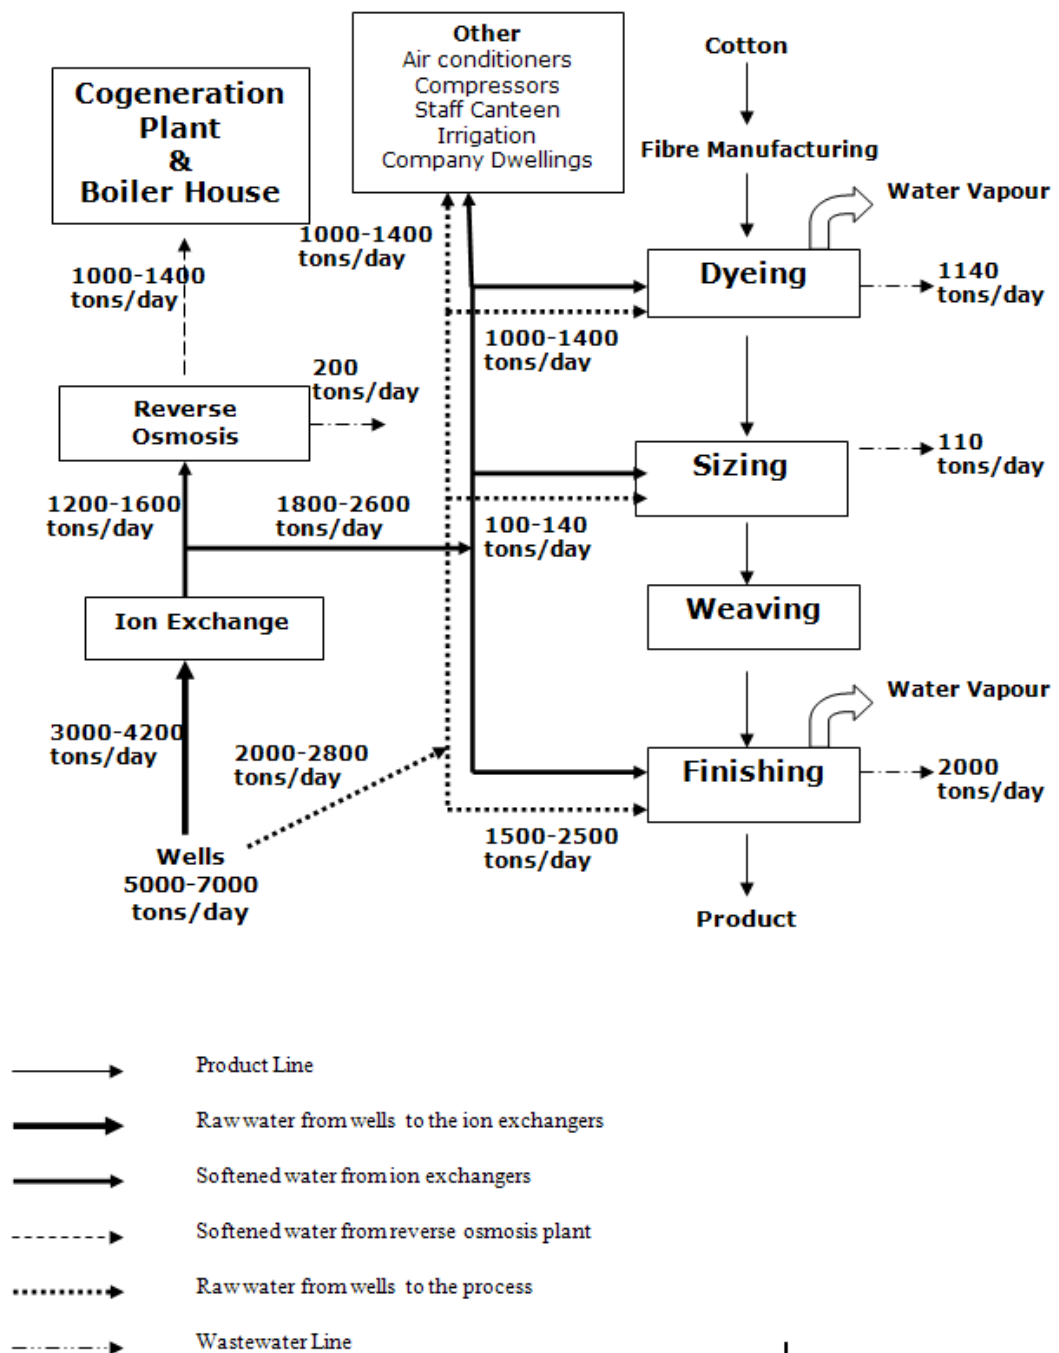 Other
Air conditioners
Compressors
Staff Canteen
Irrigation
Company Dwellings
Cotton
Cogeneration
Plant
&
Boiler House
Fibre Manufacturing
Water Vapour
1000-1400
tons/day
1000-1400
tons/day
Dyeing
1140
tons/day
1000-1400
tons/day
200
tons/day
Reverse
Osmosis
Sizing
110
tons/day
1200-1600
tons/day
1800-2600
tons/day
100-140
tons/day
Ion Exchange
Weaving
Water Vapour
3000-4200
tons/day
2000-2800
tons/day
Finishing
2000
tons/day
1500-2500
tons/day
Wells
5000-7000
tons/day
Product
Product Line
Raw water from wells to the ion exchangers
Softened water from ion exchangers
Softened water from reverse osmosis plant
Raw water from wells to the process
Wastewater Line